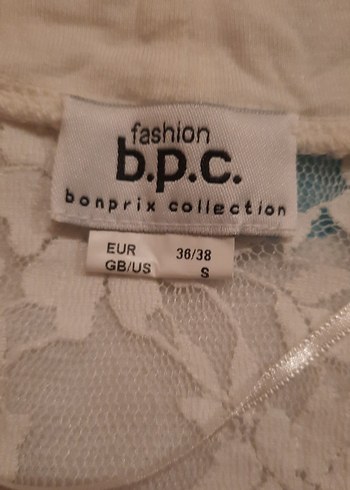 fashion
b.p.c.
bonprix collection
EUR 36/38
GB/US S